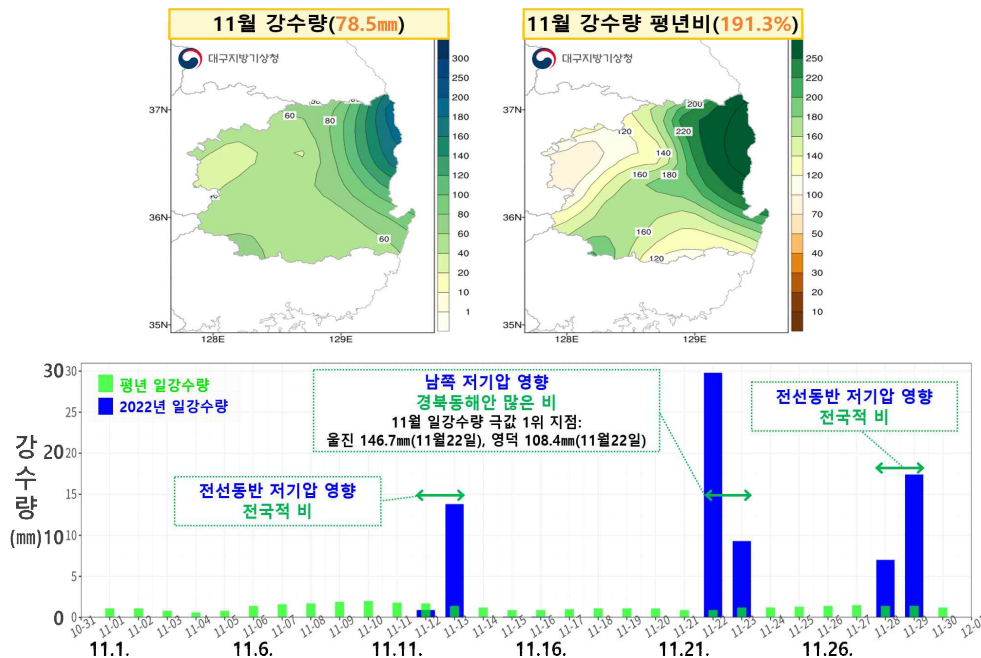 11월 강수량(78.5㎜)
11월 강수량 평년비(191.3%)
대구지방기상청
37N
36N
35N
128E
129E
60
80
60
300
250
200
180
160
140
120
100
80
60
40
20
10
1
대구지방기상청
37N
36N
35N
128E
129E
200
220
120
140
160
180
160
120
250
220
200
180
160
140
120
100
70
50
40
30
20
10
평년 일강수량
2022년 일강수량
남쪽 저기압 영향
경북동해안 많은 비
11월 일강수량 극값 1위 지점:
울진 146.7㎜(11월22일), 영덕 108.4㎜(11월22일)
전선동반 저기압 영향
전국적 비
전선동반 저기압 영향
전국적 비
강수량
(㎜)
30 30
25
20 20
15
10 10
5
0 0
10-31 11-01 11-02 11-03 11-04 11-05 11-06 11-07 11-08 11-09 11-10 11-11 11-12 11-13 11-14 11-15 11-16 11-17 11-18 11-19 11-20 11-21 11-22 11-23 11-24 11-25 11-26 11-27 11-28 11-29 11-30
11.1. 11.6. 11.11. 11.16. 11.21. 11.26.